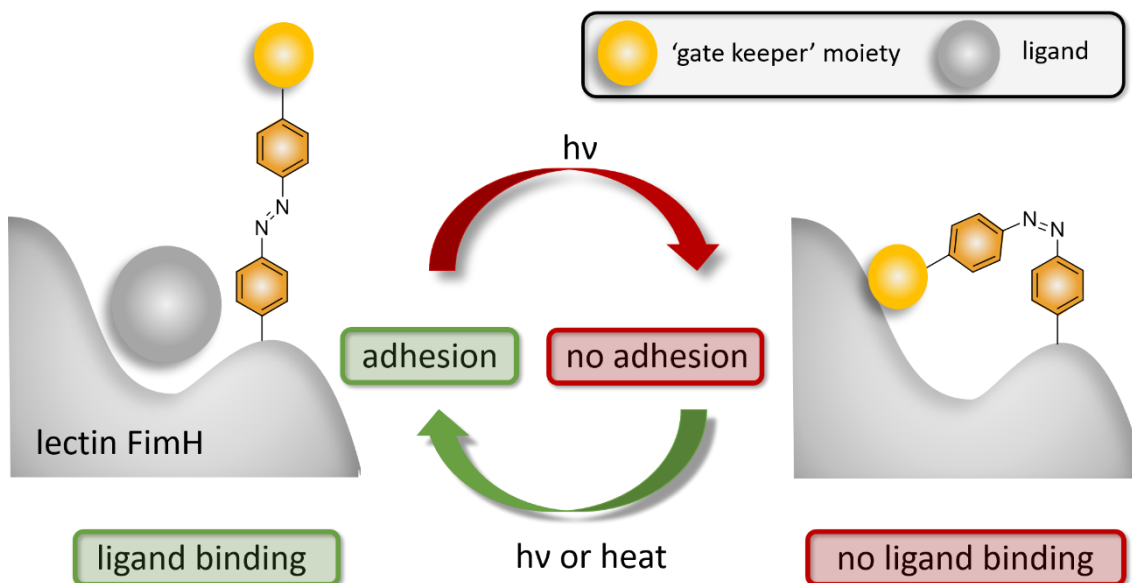 'gate keeper' moiety
ligand
hν
N
N
N
N
adhesion
no adhesion
lectin FimH
hν or heat
ligand binding
no ligand binding